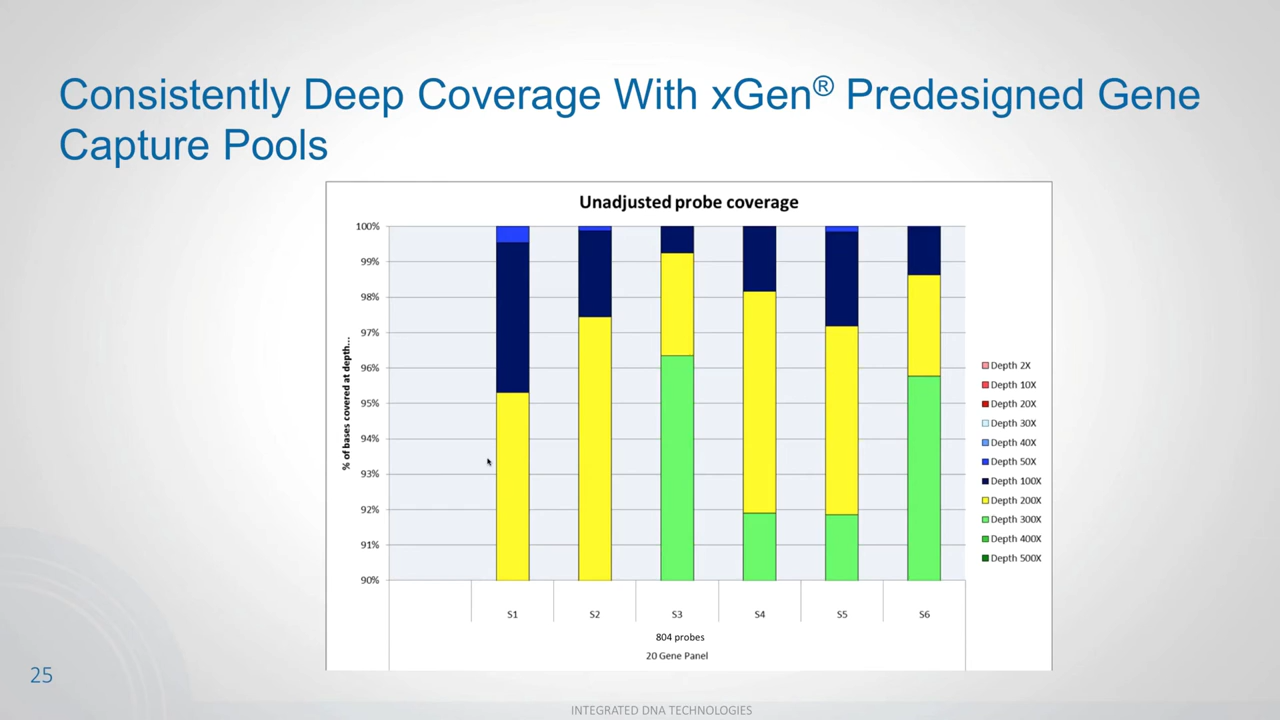 Consistently Deep Coverage With xGen® Predesigned Gene
Capture Pools
Unadjusted probe coverage
% of bases covered at depth...
100%
99%
98%
97%
96%
95%
94%
93%
92%
91%
90%
S1 S2 S3 S4 S5 S6
804 probes
20 Gene Panel
Depth 2X
Depth 10X
Depth 20X
Depth 30X
Depth 40X
Depth 50X
Depth 100X
Depth 200X
Depth 300X
Depth 400X
Depth 500X
25
INTEGRATED DNA TECHNOLOGIES